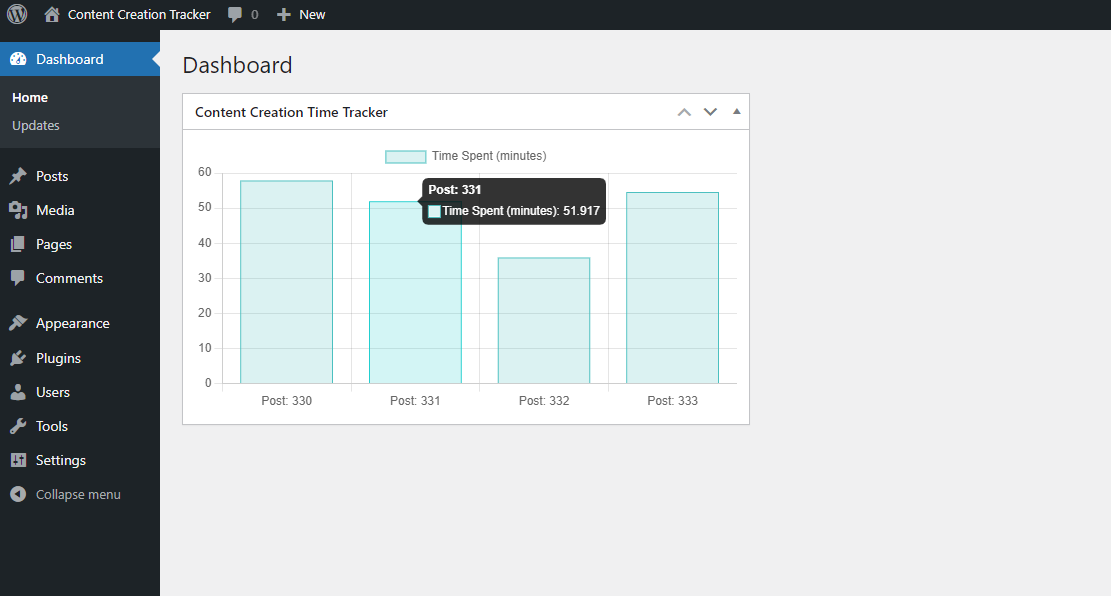 Content Creation Tracker 0 New
Dashboard
Home
Updates
Posts
Media
Pages
Comments
Appearance
Plugins
Users
Tools
Settings
Collapse menu
Dashboard
Content Creation Time Tracker
Time Spent (minutes)
60
50
40
30
20
10
0
Post: 331
Time Spent (minutes): 51.917
Post: 330 Post: 331 Post: 332 Post: 333